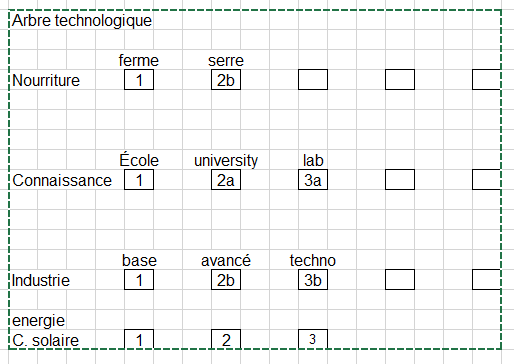 Arbre technologique
ferme serre
Nourriture 1 2b
École university lab
Connaissance 1 2a 3a
base avancé techno
Industrie 1 2b 3b
energie
C. solaire 1 2 3